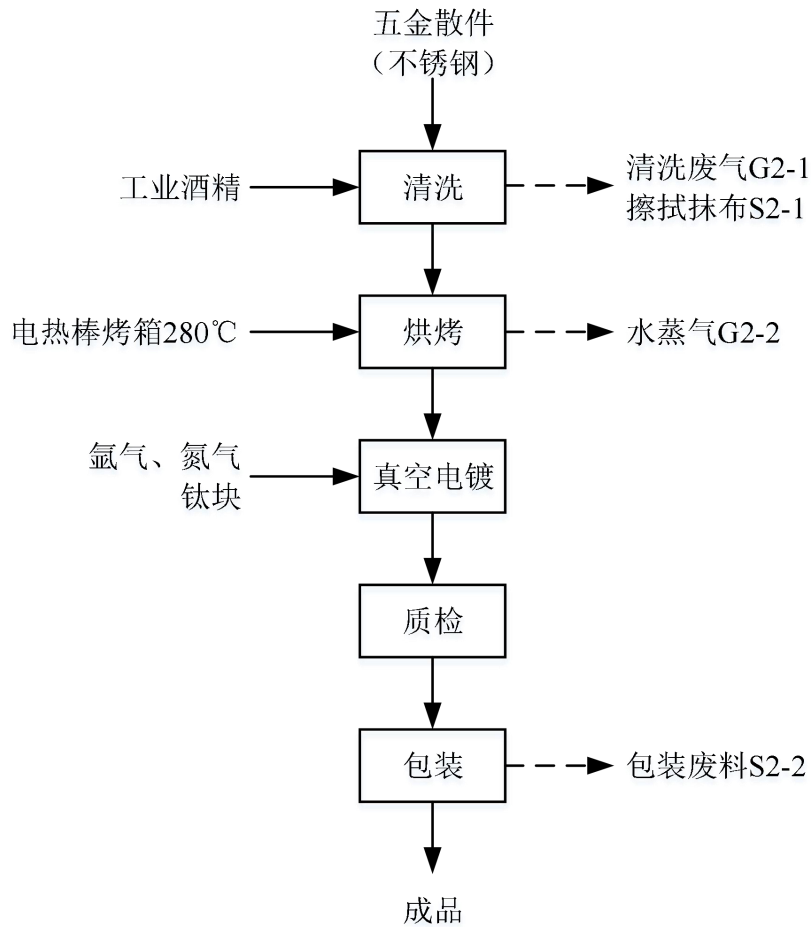 五金散件
（不锈钢）
工业酒精
清洗
清洗废气G2-1
擦拭抹布S2-1
电热棒烤箱280℃
烘烤
水蒸气G2-2
氩气、氮气
钛块
真空电镀
质检
包装
包装废料S2-2
成品